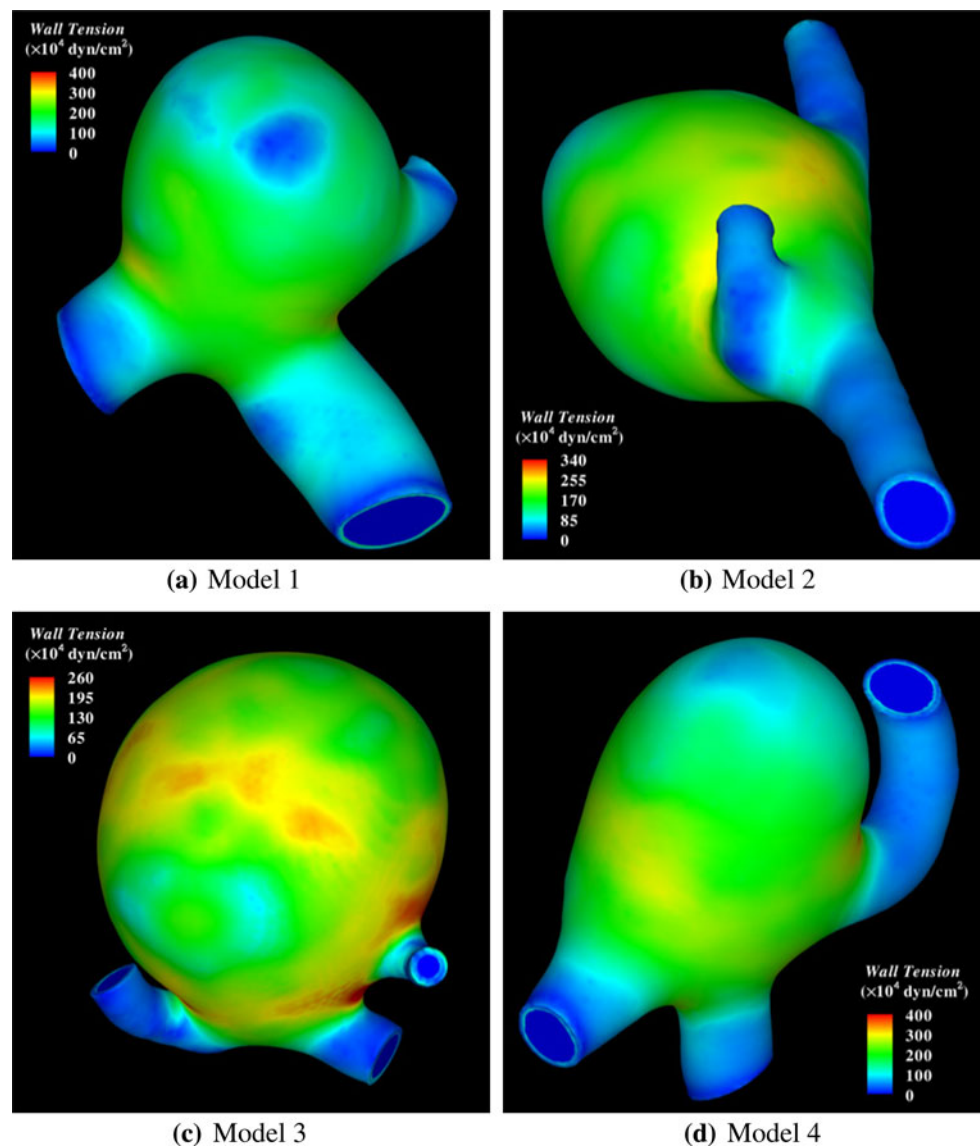 Wall Tension
(×10⁴ dyn/cm²)
400
300
200
100
0
(a) Model 1
Wall Tension
(×10⁴ dyn/cm²)
340
255
170
85
0
(b) Model 2
Wall Tension
(×10⁴ dyn/cm²)
260
195
130
65
0
(c) Model 3
Wall Tension
(×10⁴ dyn/cm²)
400
300
200
100
0
(d) Model 4